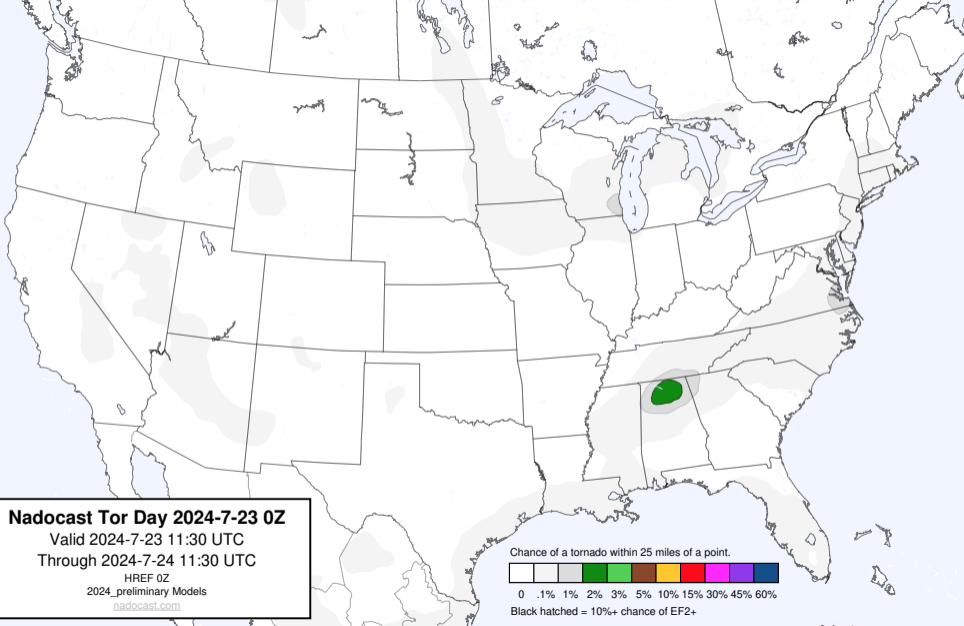 Nadocast Tor Day 2024-7-23 0Z
Valid 2024-7-23 11:30 UTC
Through 2024-7-24 11:30 UTC
HREF 0Z
2024_preliminary Models
nadocast.com
Chance of a tornado within 25 miles of a point.
0 .1% 1% 2% 3% 5% 10% 15% 30% 45% 60%
Black hatched = 10%+ chance of EF2+